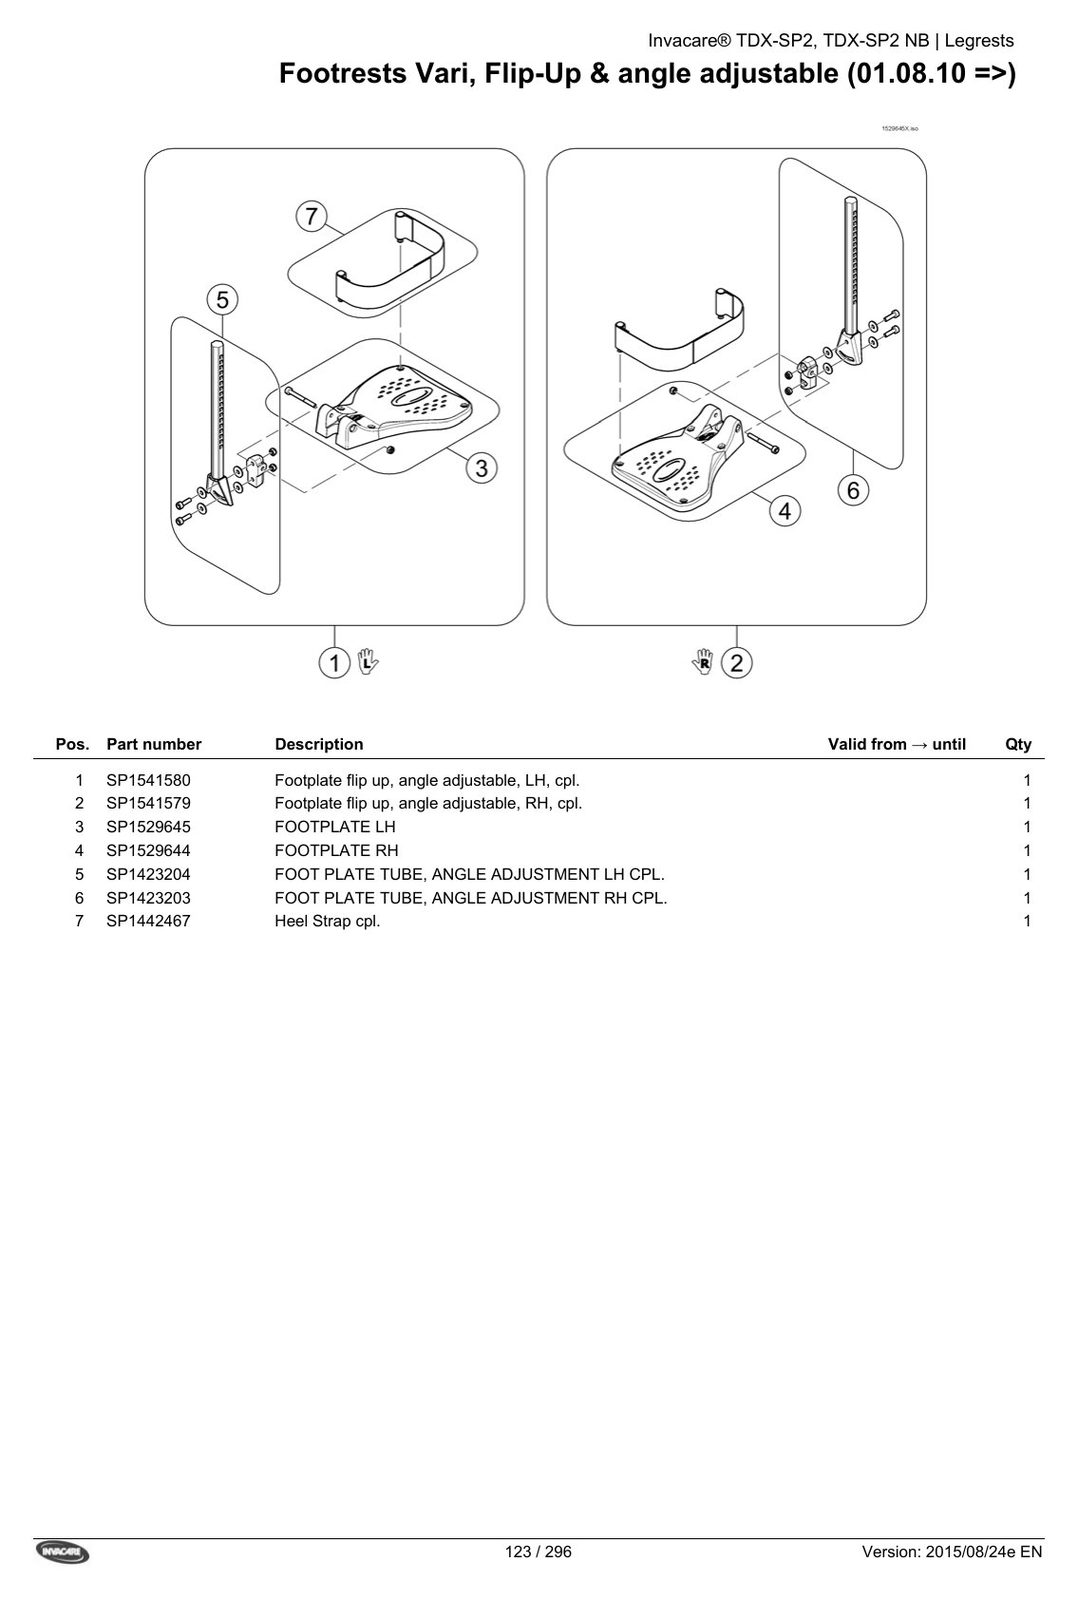 Invacare® TDX-SP2, TDX-SP2 NB | Legrests
Footrests Vari, Flip-Up & angle adjustable (01.08.10 =>)
1529645X.iso
7
5
3
4
6
1 L
R 2
Pos. Part number Description Valid from → until Qty
1 SP1541580 Footplate flip up, angle adjustable, LH, cpl. 1
2 SP1541579 Footplate flip up, angle adjustable, RH, cpl. 1
3 SP1529645 FOOTPLATE LH 1
4 SP1529644 FOOTPLATE RH 1
5 SP1423204 FOOT PLATE TUBE, ANGLE ADJUSTMENT LH CPL. 1
6 SP1423203 FOOT PLATE TUBE, ANGLE ADJUSTMENT RH CPL. 1
7 SP1442467 Heel Strap cpl. 1
INVACARE 123 / 296 Version: 2015/08/24e EN